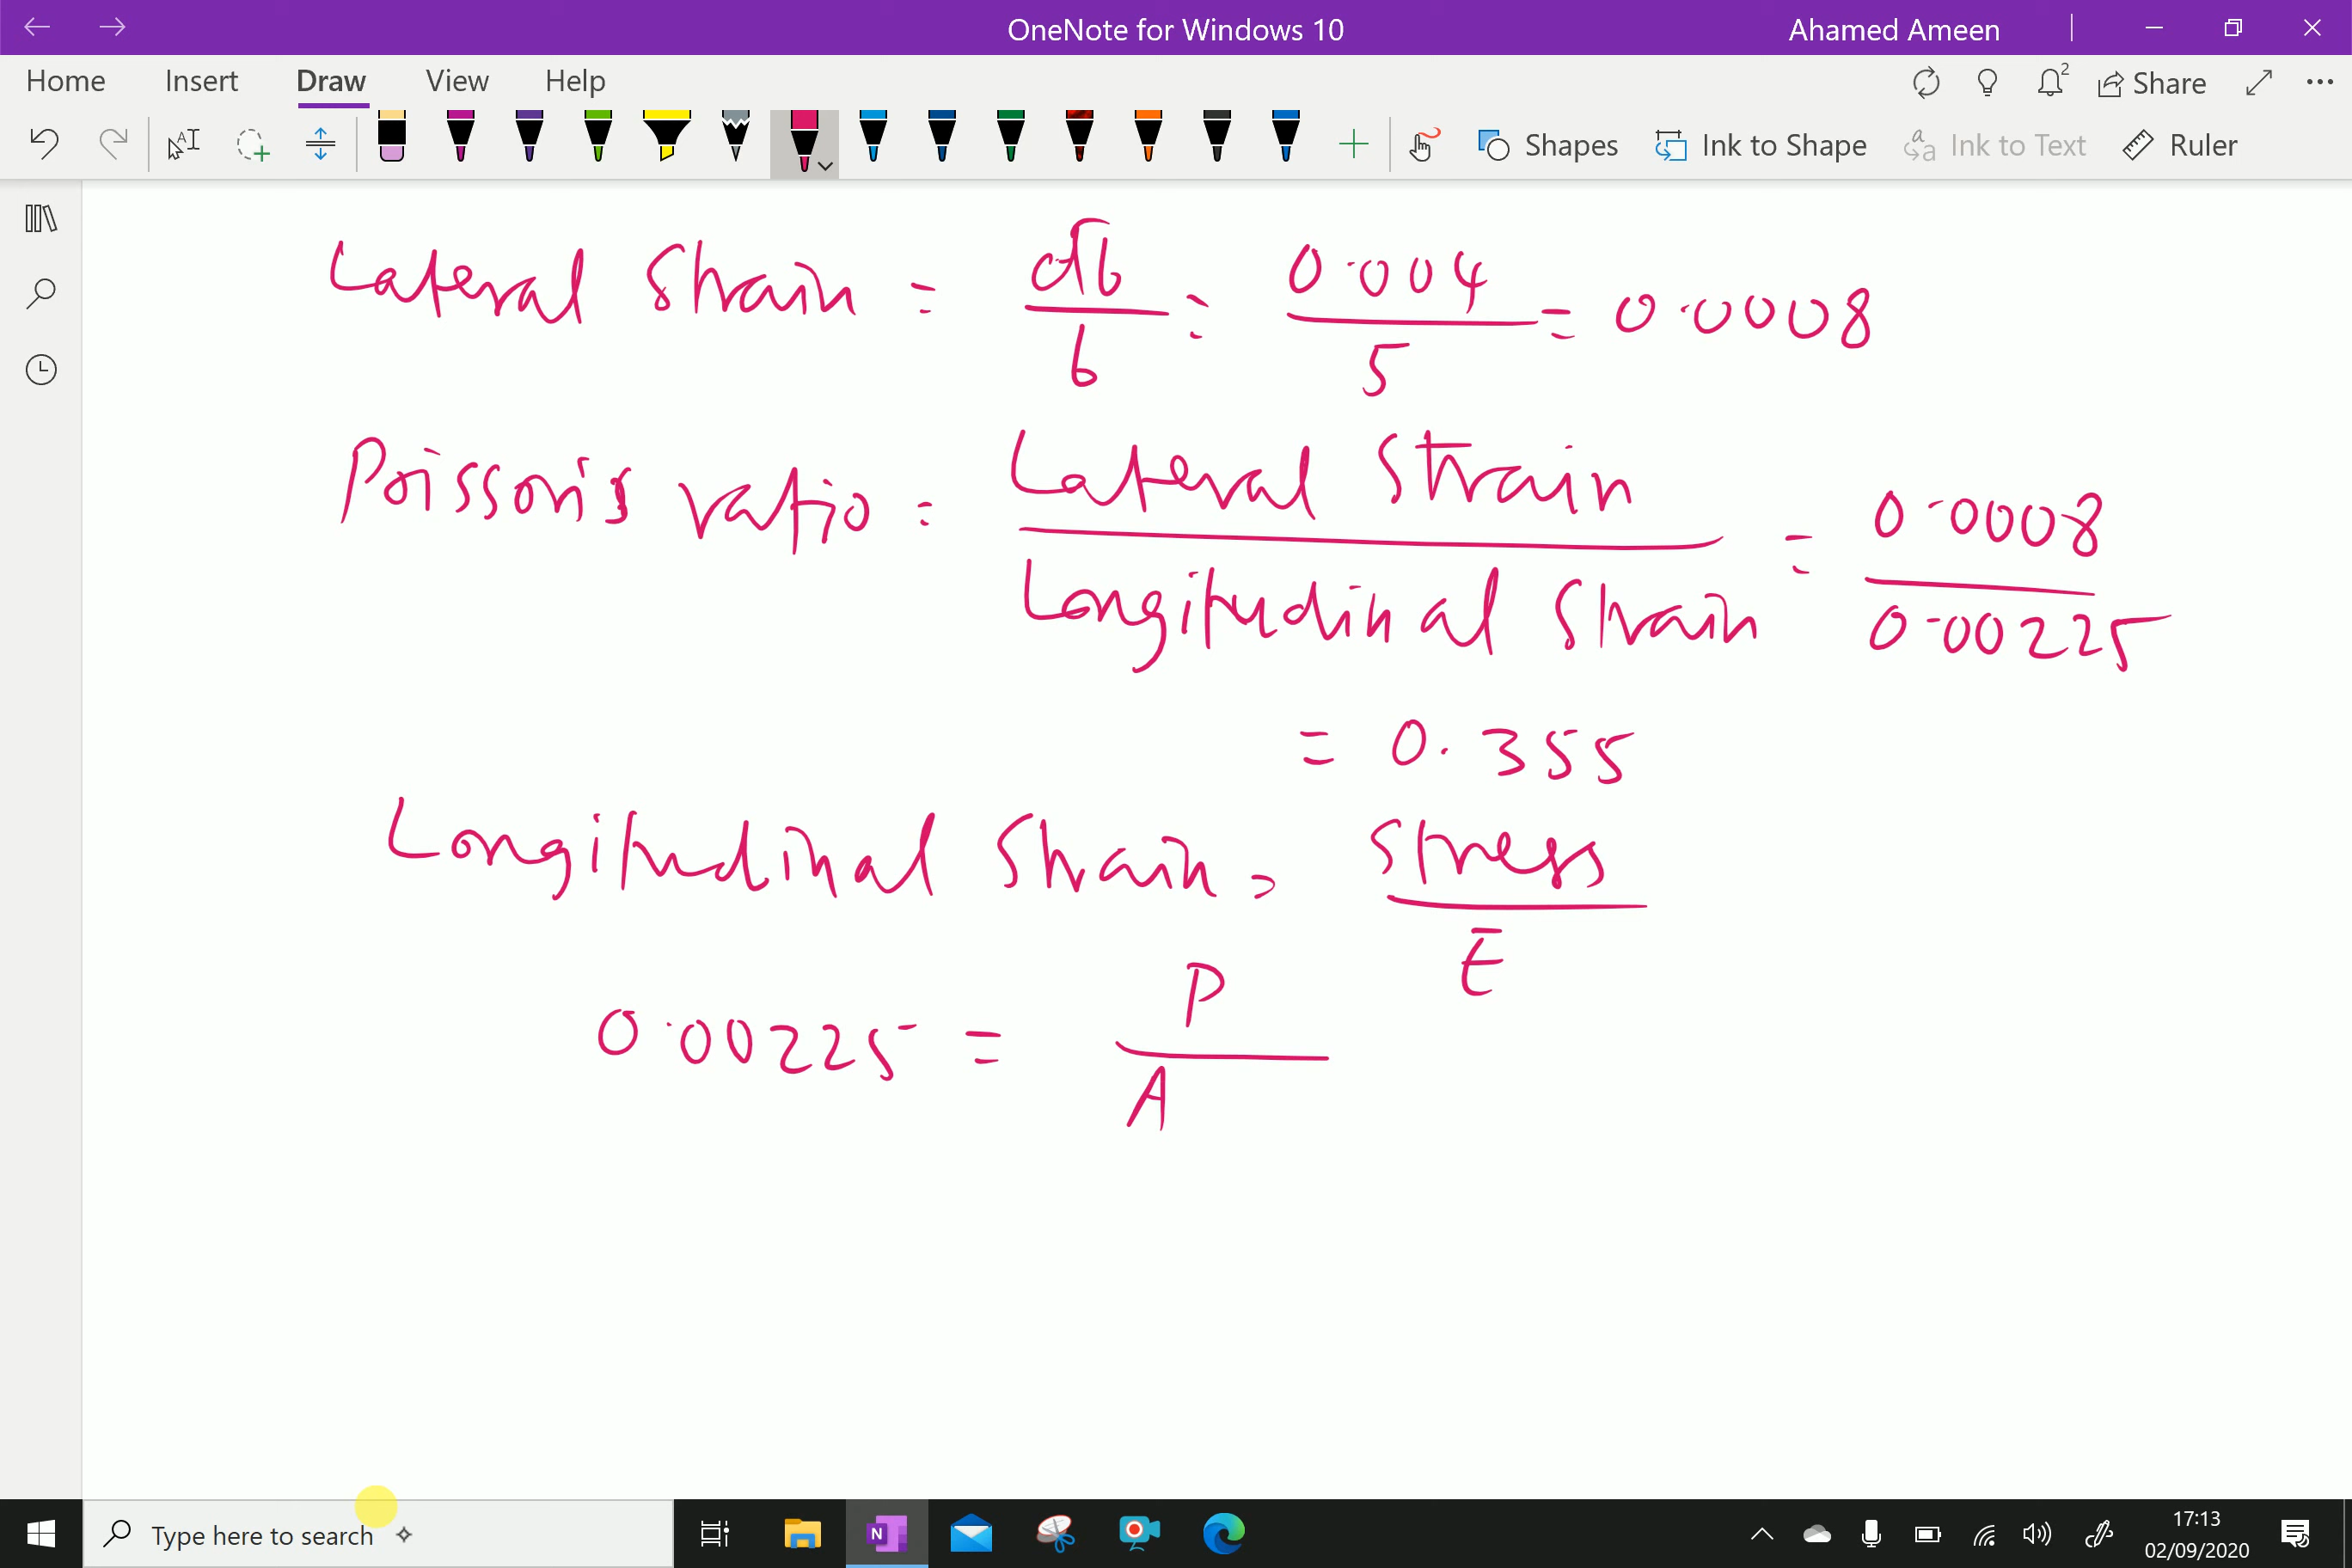 OneNote for Windows 10 Ahamed Ameen
Home Insert Draw View Help 2 Share
Shapes Ink to Shape Ink to Text Ruler
Lateral Strain = db/b = 0.004/5 = 0.0008
Poisson's ratio = Lateral Strain/Longitudinal Strain = 0.0008/0.00225
= 0.355
Longitudinal Strain = Stress/E
0.00225 = P/A
Type here to search
17:13
02/09/2020